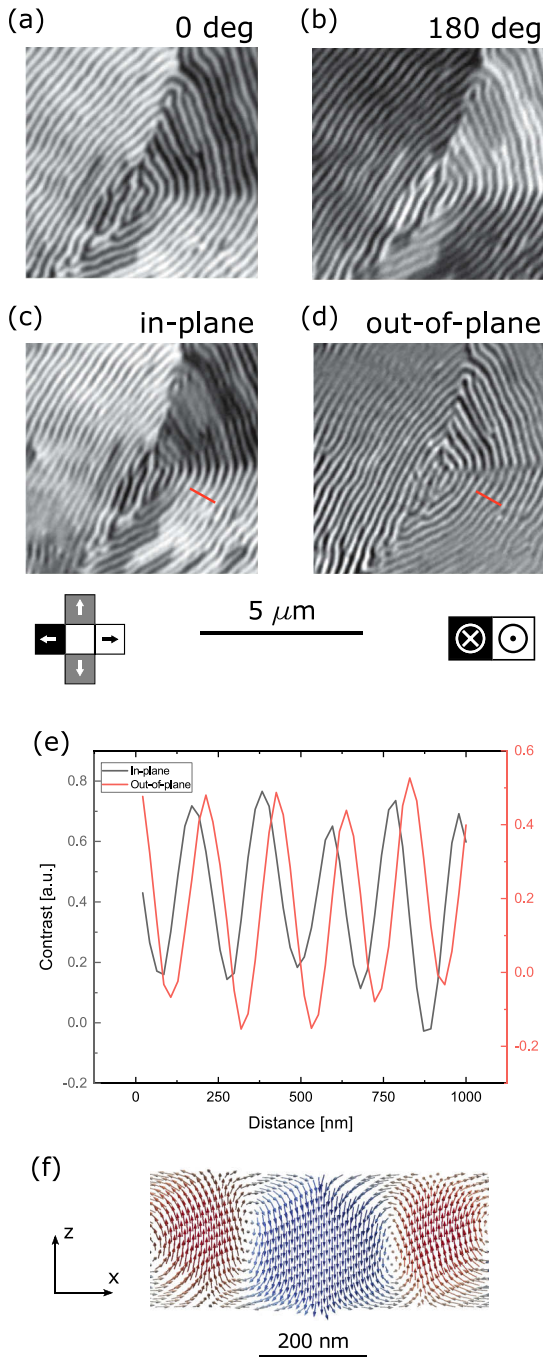 (a) 0 deg (b) 180 deg
(c) in-plane (d) out-of-plane
5 μm
(e)
In-plane
Out-of-plane
Contrast [a.u.]
0.8
0.6
0.4
0.2
0.0
-0.2
0.6
0.4
0.2
0.0
-0.2
0 250 500 750 1000
Distance [nm]
(f)
z
x
200 nm